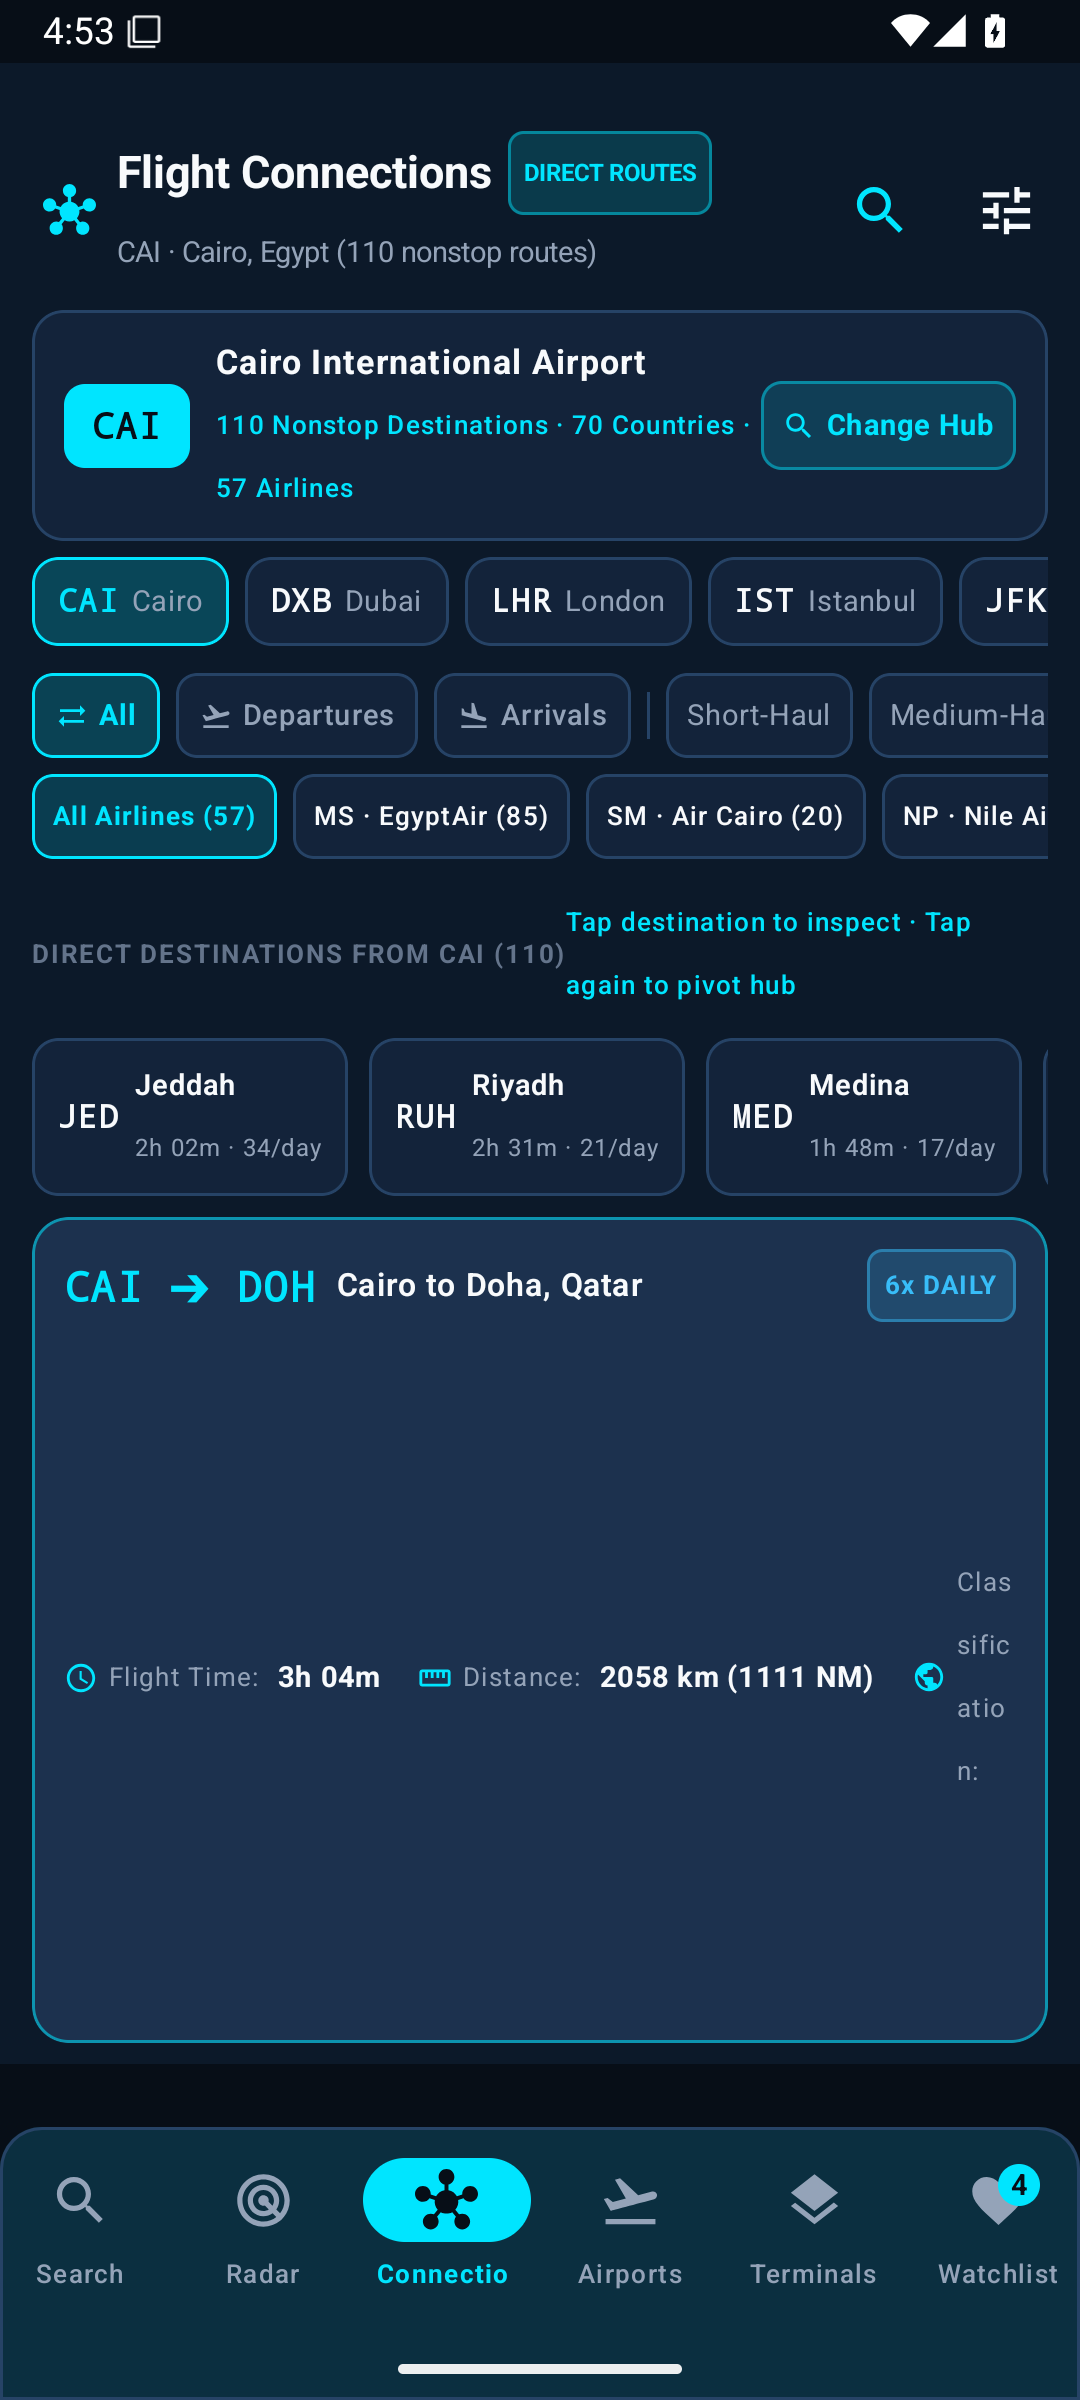 4:53
Flight Connections
DIRECT ROUTES
CAI · Cairo, Egypt (110 nonstop routes)
CAI
Cairo International Airport
110 Nonstop Destinations · 70 Countries ·
57 Airlines
Change Hub
CAI Cairo
DXB Dubai
LHR London
IST Istanbul
JFK
All
Departures
Arrivals
Short-Haul
Medium-Ha
All Airlines (57)
MS · EgyptAir (85)
SM · Air Cairo (20)
NP · Nile Ai
DIRECT DESTINATIONS FROM CAI (110)
Tap destination to inspect · Tap
again to pivot hub
JED
Jeddah
2h 02m · 34/day
RUH
Riyadh
2h 31m · 21/day
MED
Medina
1h 48m · 17/day
CAI ➔ DOH Cairo to Doha, Qatar
6x DAILY
Flight Time: 3h 04m
Distance: 2058 km (1111 NM)
Clas
sific
atio
n:
Search
Radar
Connectio
Airports
Terminals
4
Watchlist